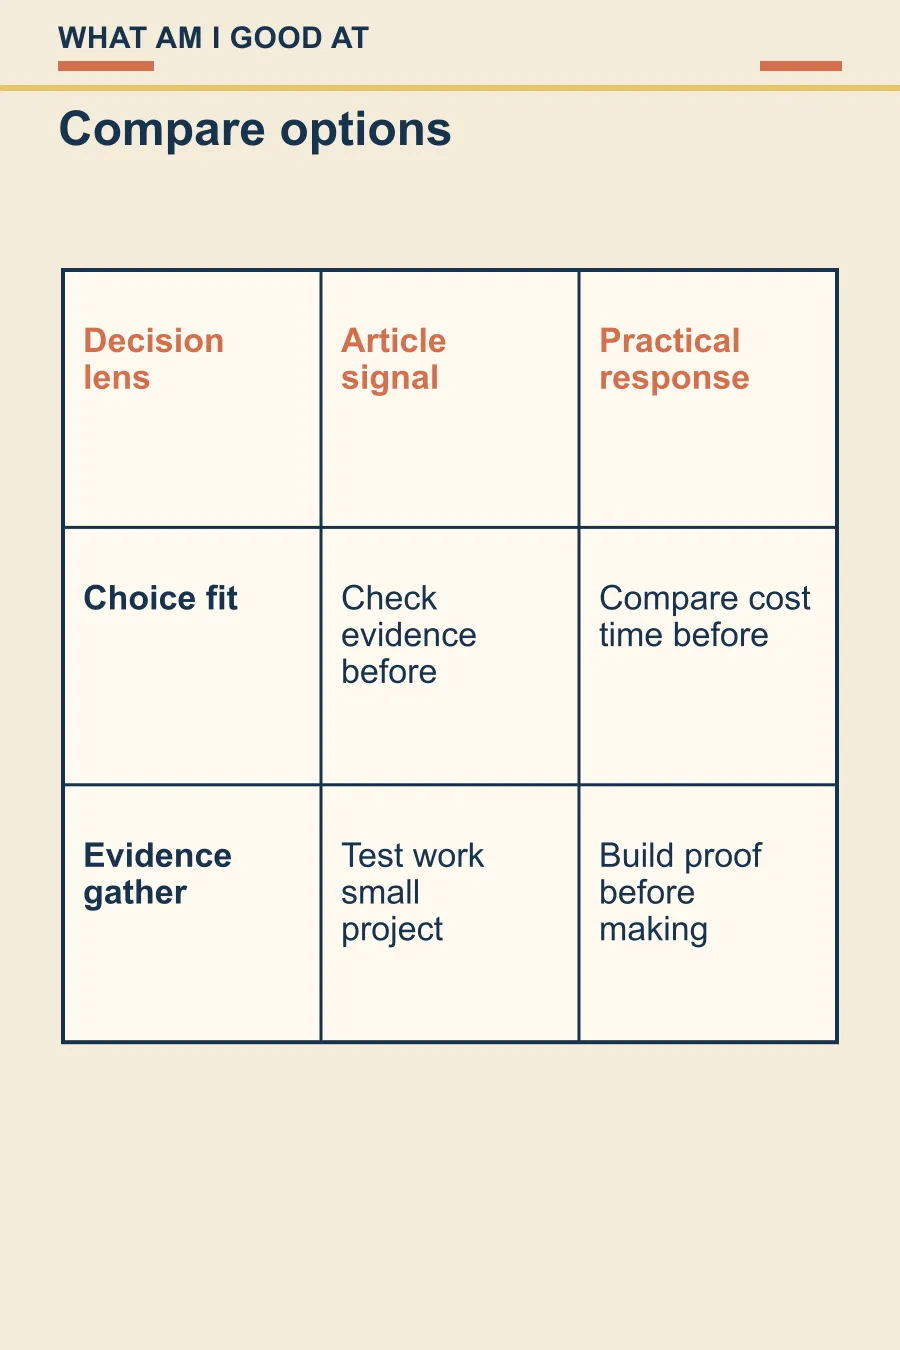 WHAT AM I GOOD AT
Compare options
Decision
lens
Article
signal
Practical
response
Choice fit
Check
evidence
before
Compare cost
time before
Evidence
gather
Test work
small
project
Build proof
before
making